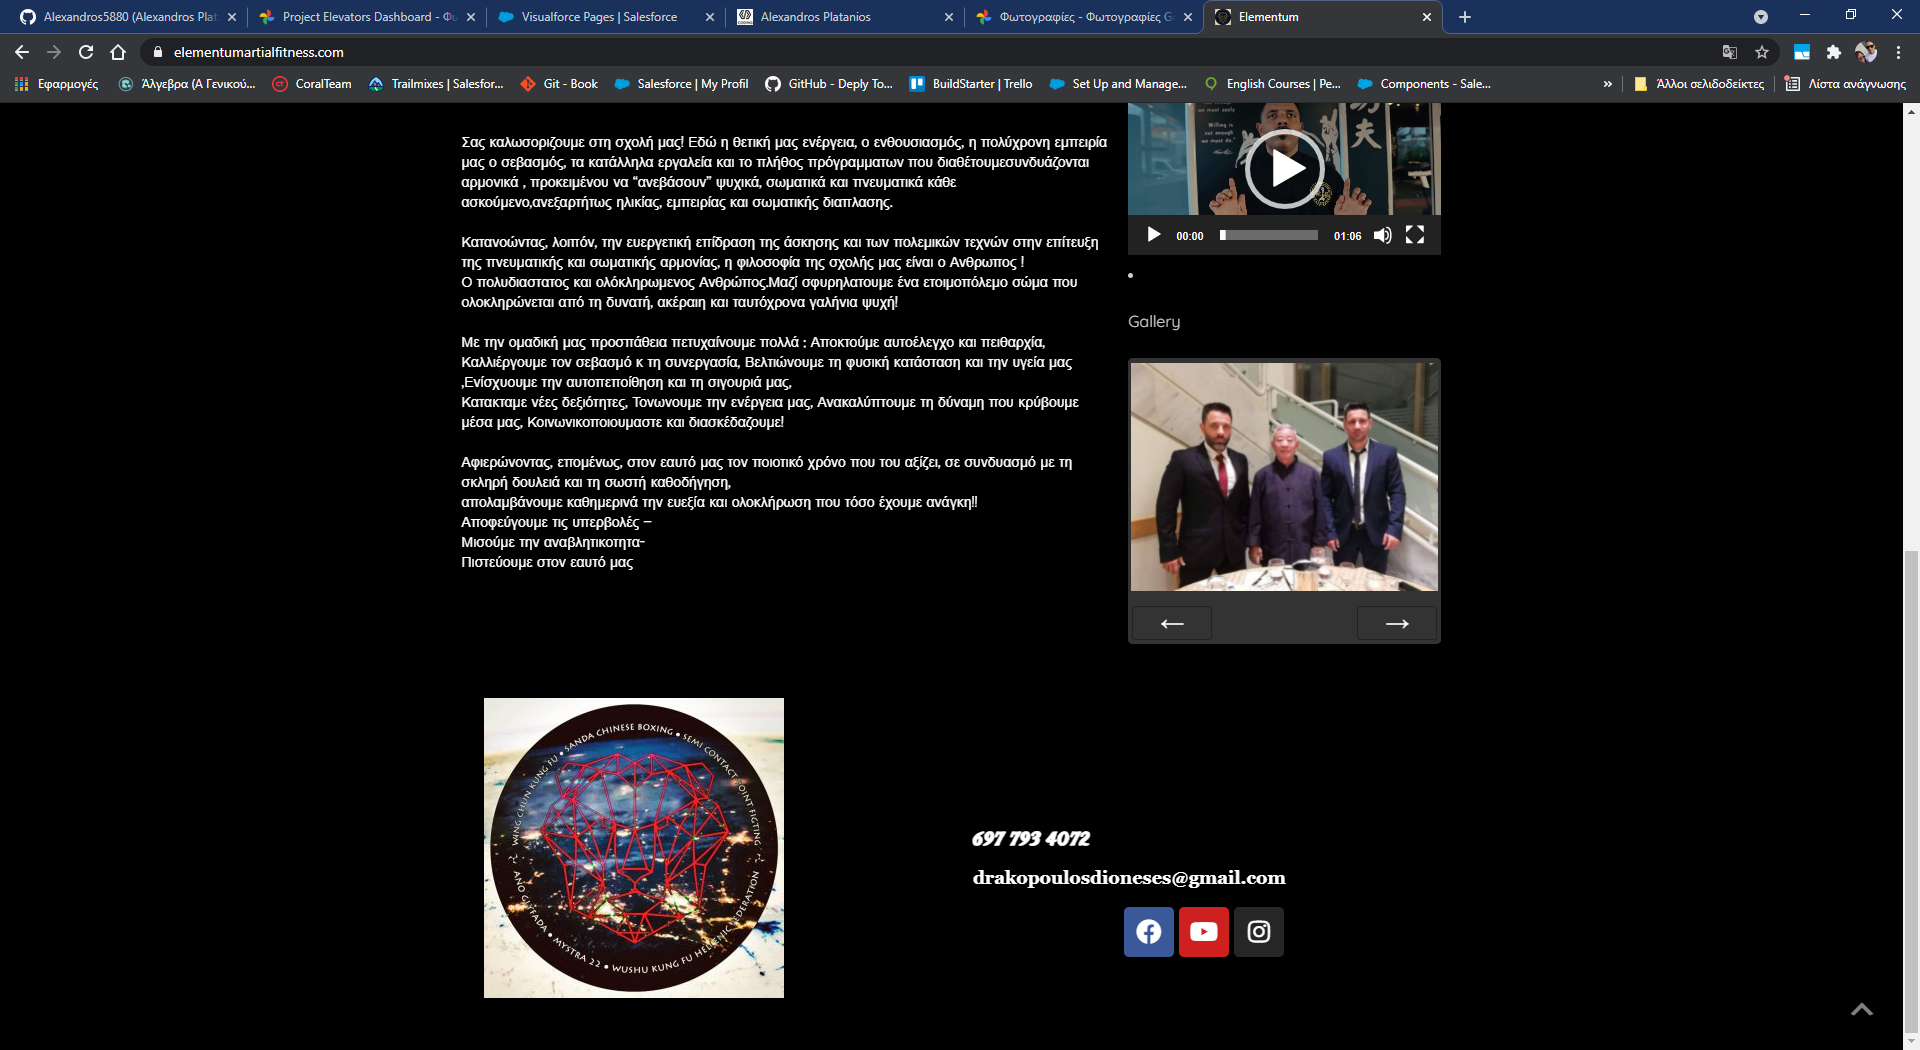 Alexandros5880 (Alexandros Plat
Project Elevators Dashboard - Φω
Visualforce Pages | Salesforce
Alexandros Platanios
Φωτογραφίες - Φωτογραφίες G
Elementum
elementumartialfitness.com
Εφαρμογές
Άλγεβρα (Α Γενικού...
CoralTeam
Trailmixes | Salesfor...
Git - Book
Salesforce | My Profil
GitHub - Deply To...
BuildStarter | Trello
Set Up and Manage...
English Courses | Pe...
Components - Sale...
»
Άλλοι σελιδοδείκτες
Λίστα ανάγνωσης
Σας καλωσοριζουμε στη σχολή μας! Εδώ η θετική μας ενέργεια, ο ενθουσιασμός, η πολύχρονη εμπειρία
μας ο σεβασμός, τα κατάλληλα εργαλεία και το πλήθος πρόγραμματων που διαθέτουμεσυνδυάζονται
αρμονικά , προκειμένου να “ανεβάσουν” ψυχικά, σωματικά και πνευματικά κάθε
ασκούμενο,ανεξαρτήτως ηλικίας, εμπειρίας και σωματικής διαπλασης.
Κατανοώντας, λοιπόν, την ευεργετική επίδραση της άσκησης και των πολεμικών τεχνών στην επίτευξη
της πνευματικής και σωματικής αρμονίας, η φιλοσοφία της σχολής μας είναι ο Ανθρωπος !
Ο πολυδιαστατος και ολόκληρωμενος Ανθρώπος.Μαζί σφυρηλατουμε ένα ετοιμοπόλεμο σώμα που
ολοκληρώνεται από τη δυνατή, ακέραιη και ταυτόχρονα γαλήνια ψυχή!
Με την ομαδική μας προσπάθεια πετυχαίνουμε πολλά : Αποκτούμε αυτοέλεγχο και πειθαρχία,
Καλλιέργουμε τον σεβασμό κ τη συνεργασία, Βελτιώνουμε τη φυσική κατάσταση και την υγεία μας
,Ενίσχυουμε την αυτοπεποίθηση και τη σιγουριά μας,
Κατακταμε νέες δεξιότητες, Τονωνουμε την ενέργεια μας, Ανακαλύπτουμε τη δύναμη που κρύβουμε
μέσα μας, Κοινωνικοποιουμαστε και διασκέδαζουμε!
Αφιερώνοντας, επομένως, στον εαυτό μας τον ποιοτικό χρόνο που του αξίζει, σε συνδυασμό με τη
σκληρή δουλειά και τη σωστή καθοδήγηση,
απολαμβάνουμε καθημερινά την ευεξία και ολοκλήρωση που τόσο έχουμε ανάγκη!!
Αποφεύγουμε τις υπερβολές –
Μισούμε την αναβλητικοτητα-
Πιστεύουμε στον εαυτό μας
we must apply
Willing is
not enough
we must do.
功
夫
00:00
01:06
Gallery
WING CHUN KUNG FU • SANDA CHINESE BOXING • SEMI CONTACT POINT FIGTING
ANO GLYFADA • MYSTRA 22 • WUSHU KUNG FU HELLENIC FEDERATION
697 793 4072
drakopoulosdioneses@gmail.com